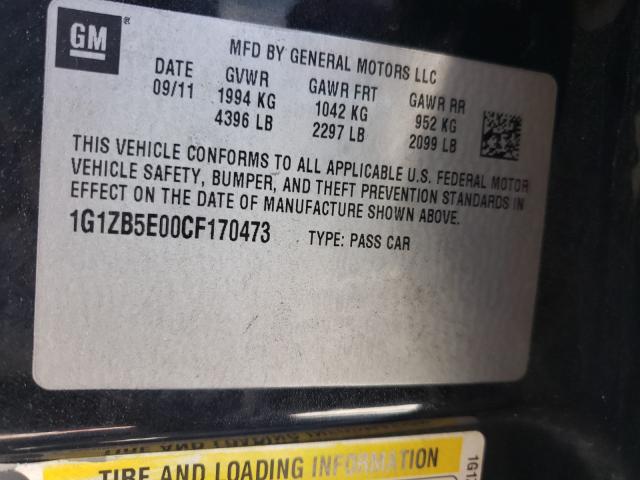 GM
MFD BY GENERAL MOTORS LLC
DATE GVWR GAWR FRT GAWR RR
09/11 1994 KG 1042 KG 952 KG
4396 LB 2297 LB 2099 LB
THIS VEHICLE CONFORMS TO ALL APPLICABLE U.S. FEDERAL MOTOR
VEHICLE SAFETY, BUMPER, AND THEFT PREVENTION STANDARDS IN
EFFECT ON THE DATE OF MANUFACTURE SHOWN ABOVE.
1G1ZB5E00CF170473 TYPE: PASS CAR
TIRE AND LOADING INFORMATION